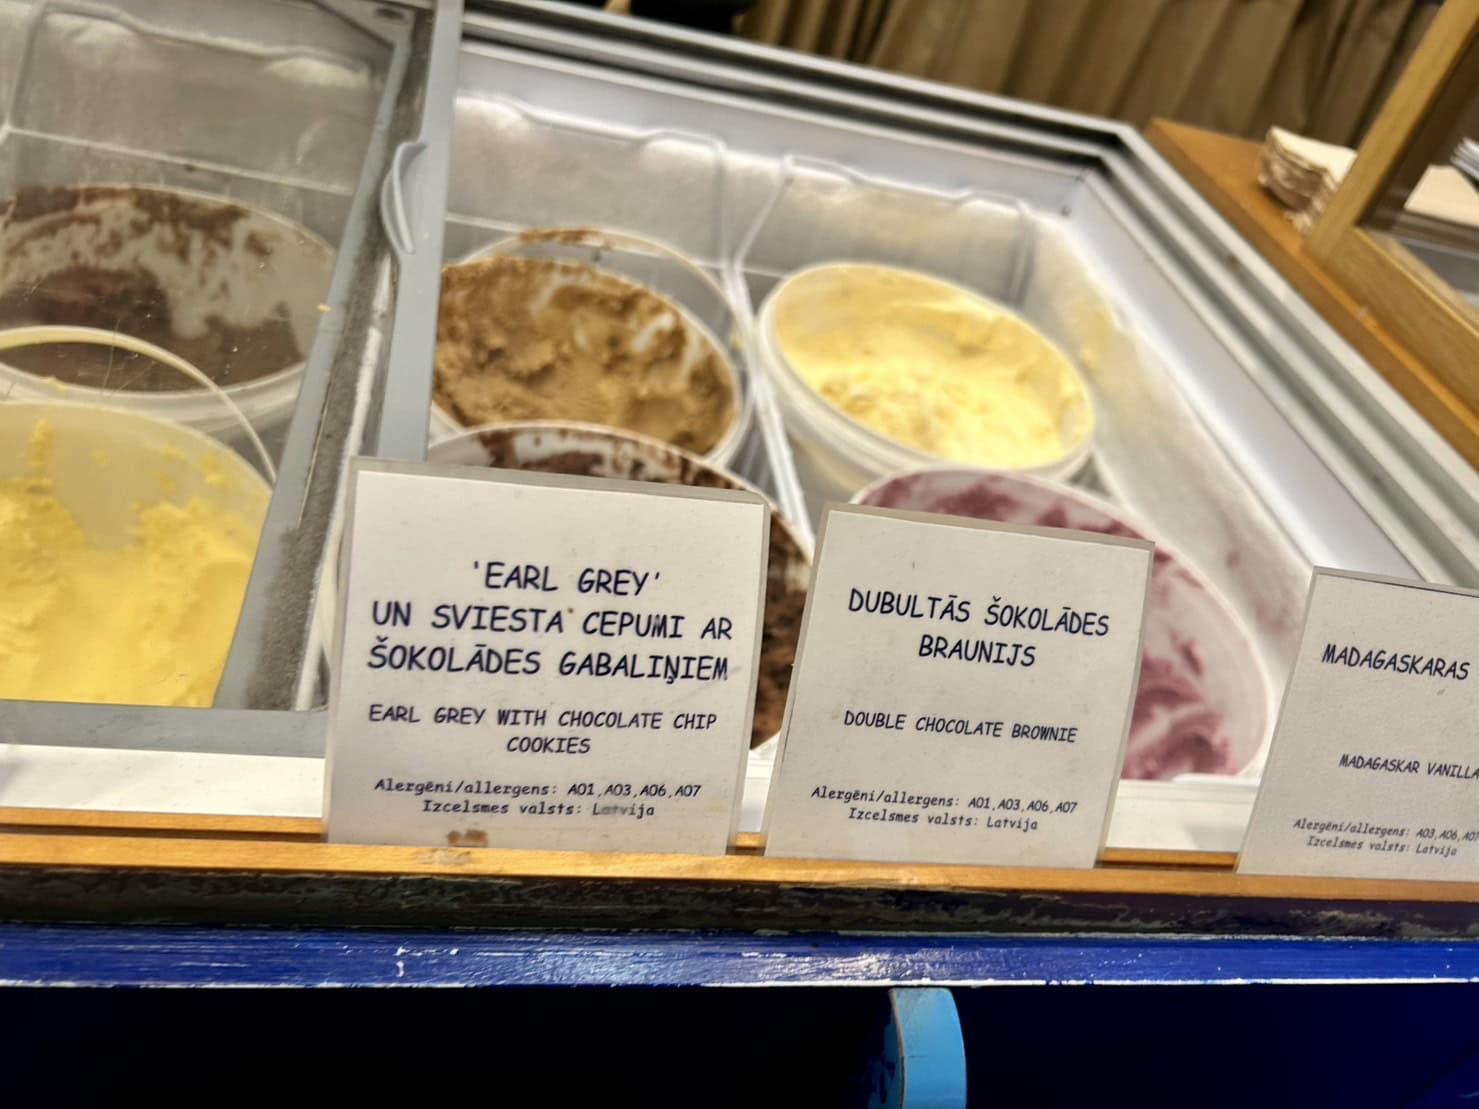 'EARL GREY'
UN SVIESTA CEPUMI AR
ŠOKOLĀDES GABALIŅIEM
EARL GREY WITH CHOCOLATE CHIP
COOKIES
Alergēni/allergens: A01,A03,A06,A07
Izcelsmes valsts: Latvija
DUBULTĀS ŠOKOLĀDES
BRAUNIJS
DOUBLE CHOCOLATE BROWNIE
Alergēni/allergens: A01,A03,A06,A07
Izcelsmes valsts: Latvija
MADAGASKARAS
MADAGASKAR VANILLA
Alergēni/allergens: A03,A06,A07
Izcelsmes valsts: Latvija